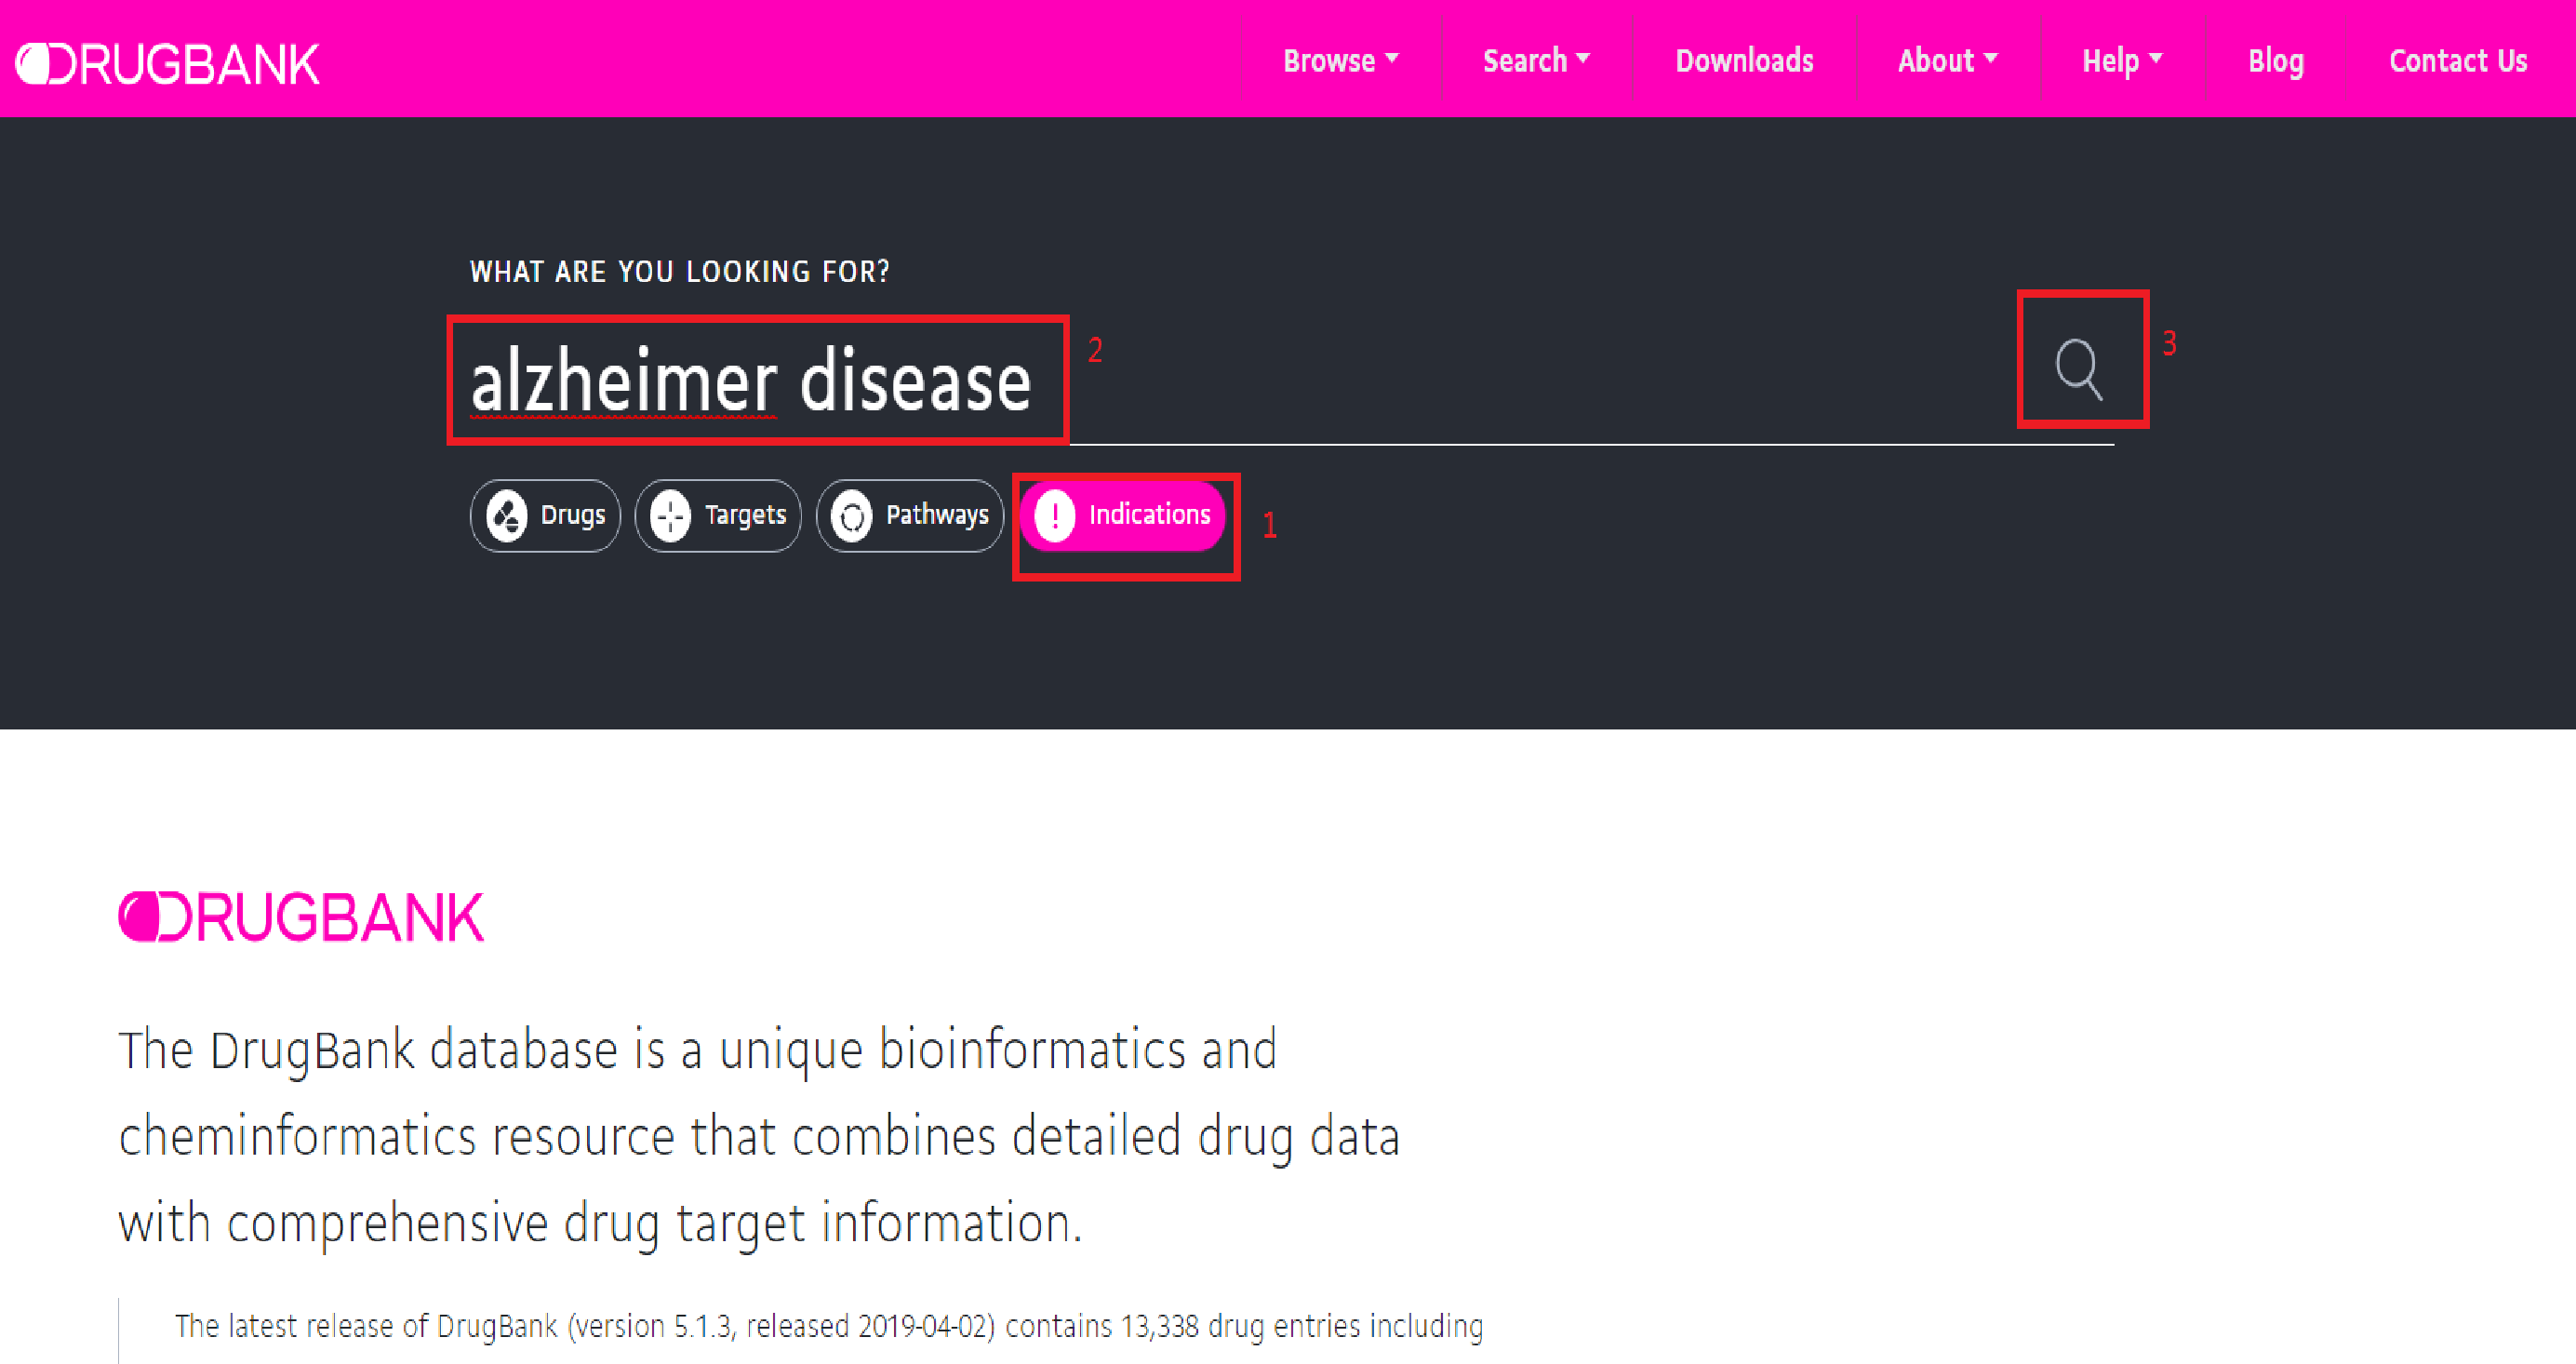 DRUGBANK Browse Search Downloads About Help Blog Contact Us
WHAT ARE YOU LOOKING FOR?
alzheimer disease 2 3
Drugs Targets Pathways ! Indications 1
DRUGBANK
The DrugBank database is a unique bioinformatics and
cheminformatics resource that combines detailed drug data
with comprehensive drug target information.
The latest release of DrugBank (version 5.1.3, released 2019-04-02) contains 13,338 drug entries including